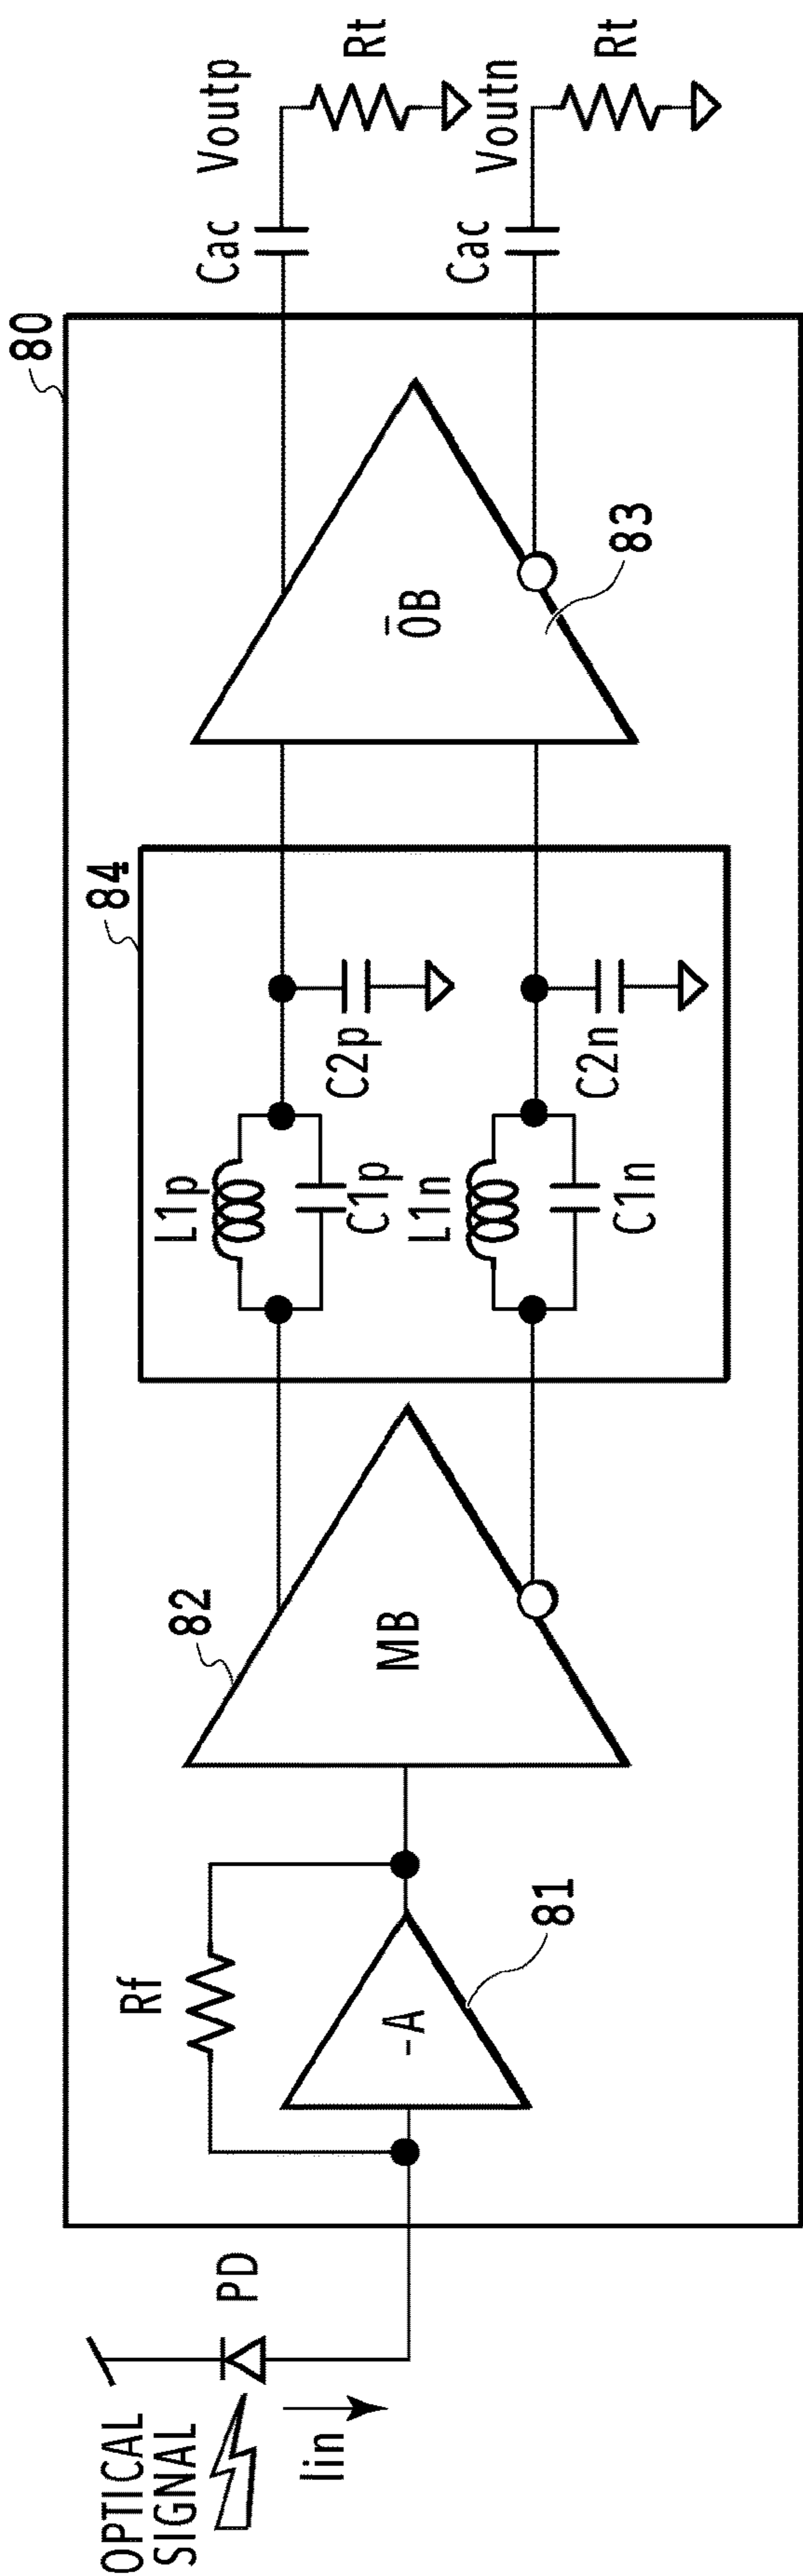 OPTICAL
SIGNAL
Iin
PD
Rf
-A
81
82
MB
84
L1p
C1p
C2p
L1n
C1n
C2n
80
OB
83
Cac
Voutp
Rt
Cac
Voutn
Rt